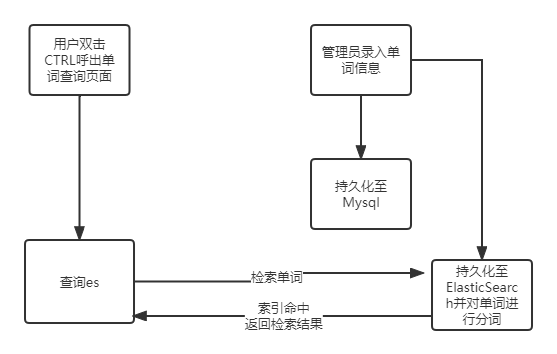 用户双击
CTRL呼出单
词查询页面
管理员录入单
词信息
持久化至
Mysql
查询es
检索单词
索引命中
返回检索结果
持久化至
ElasticSearc
h并对单词进
行分词